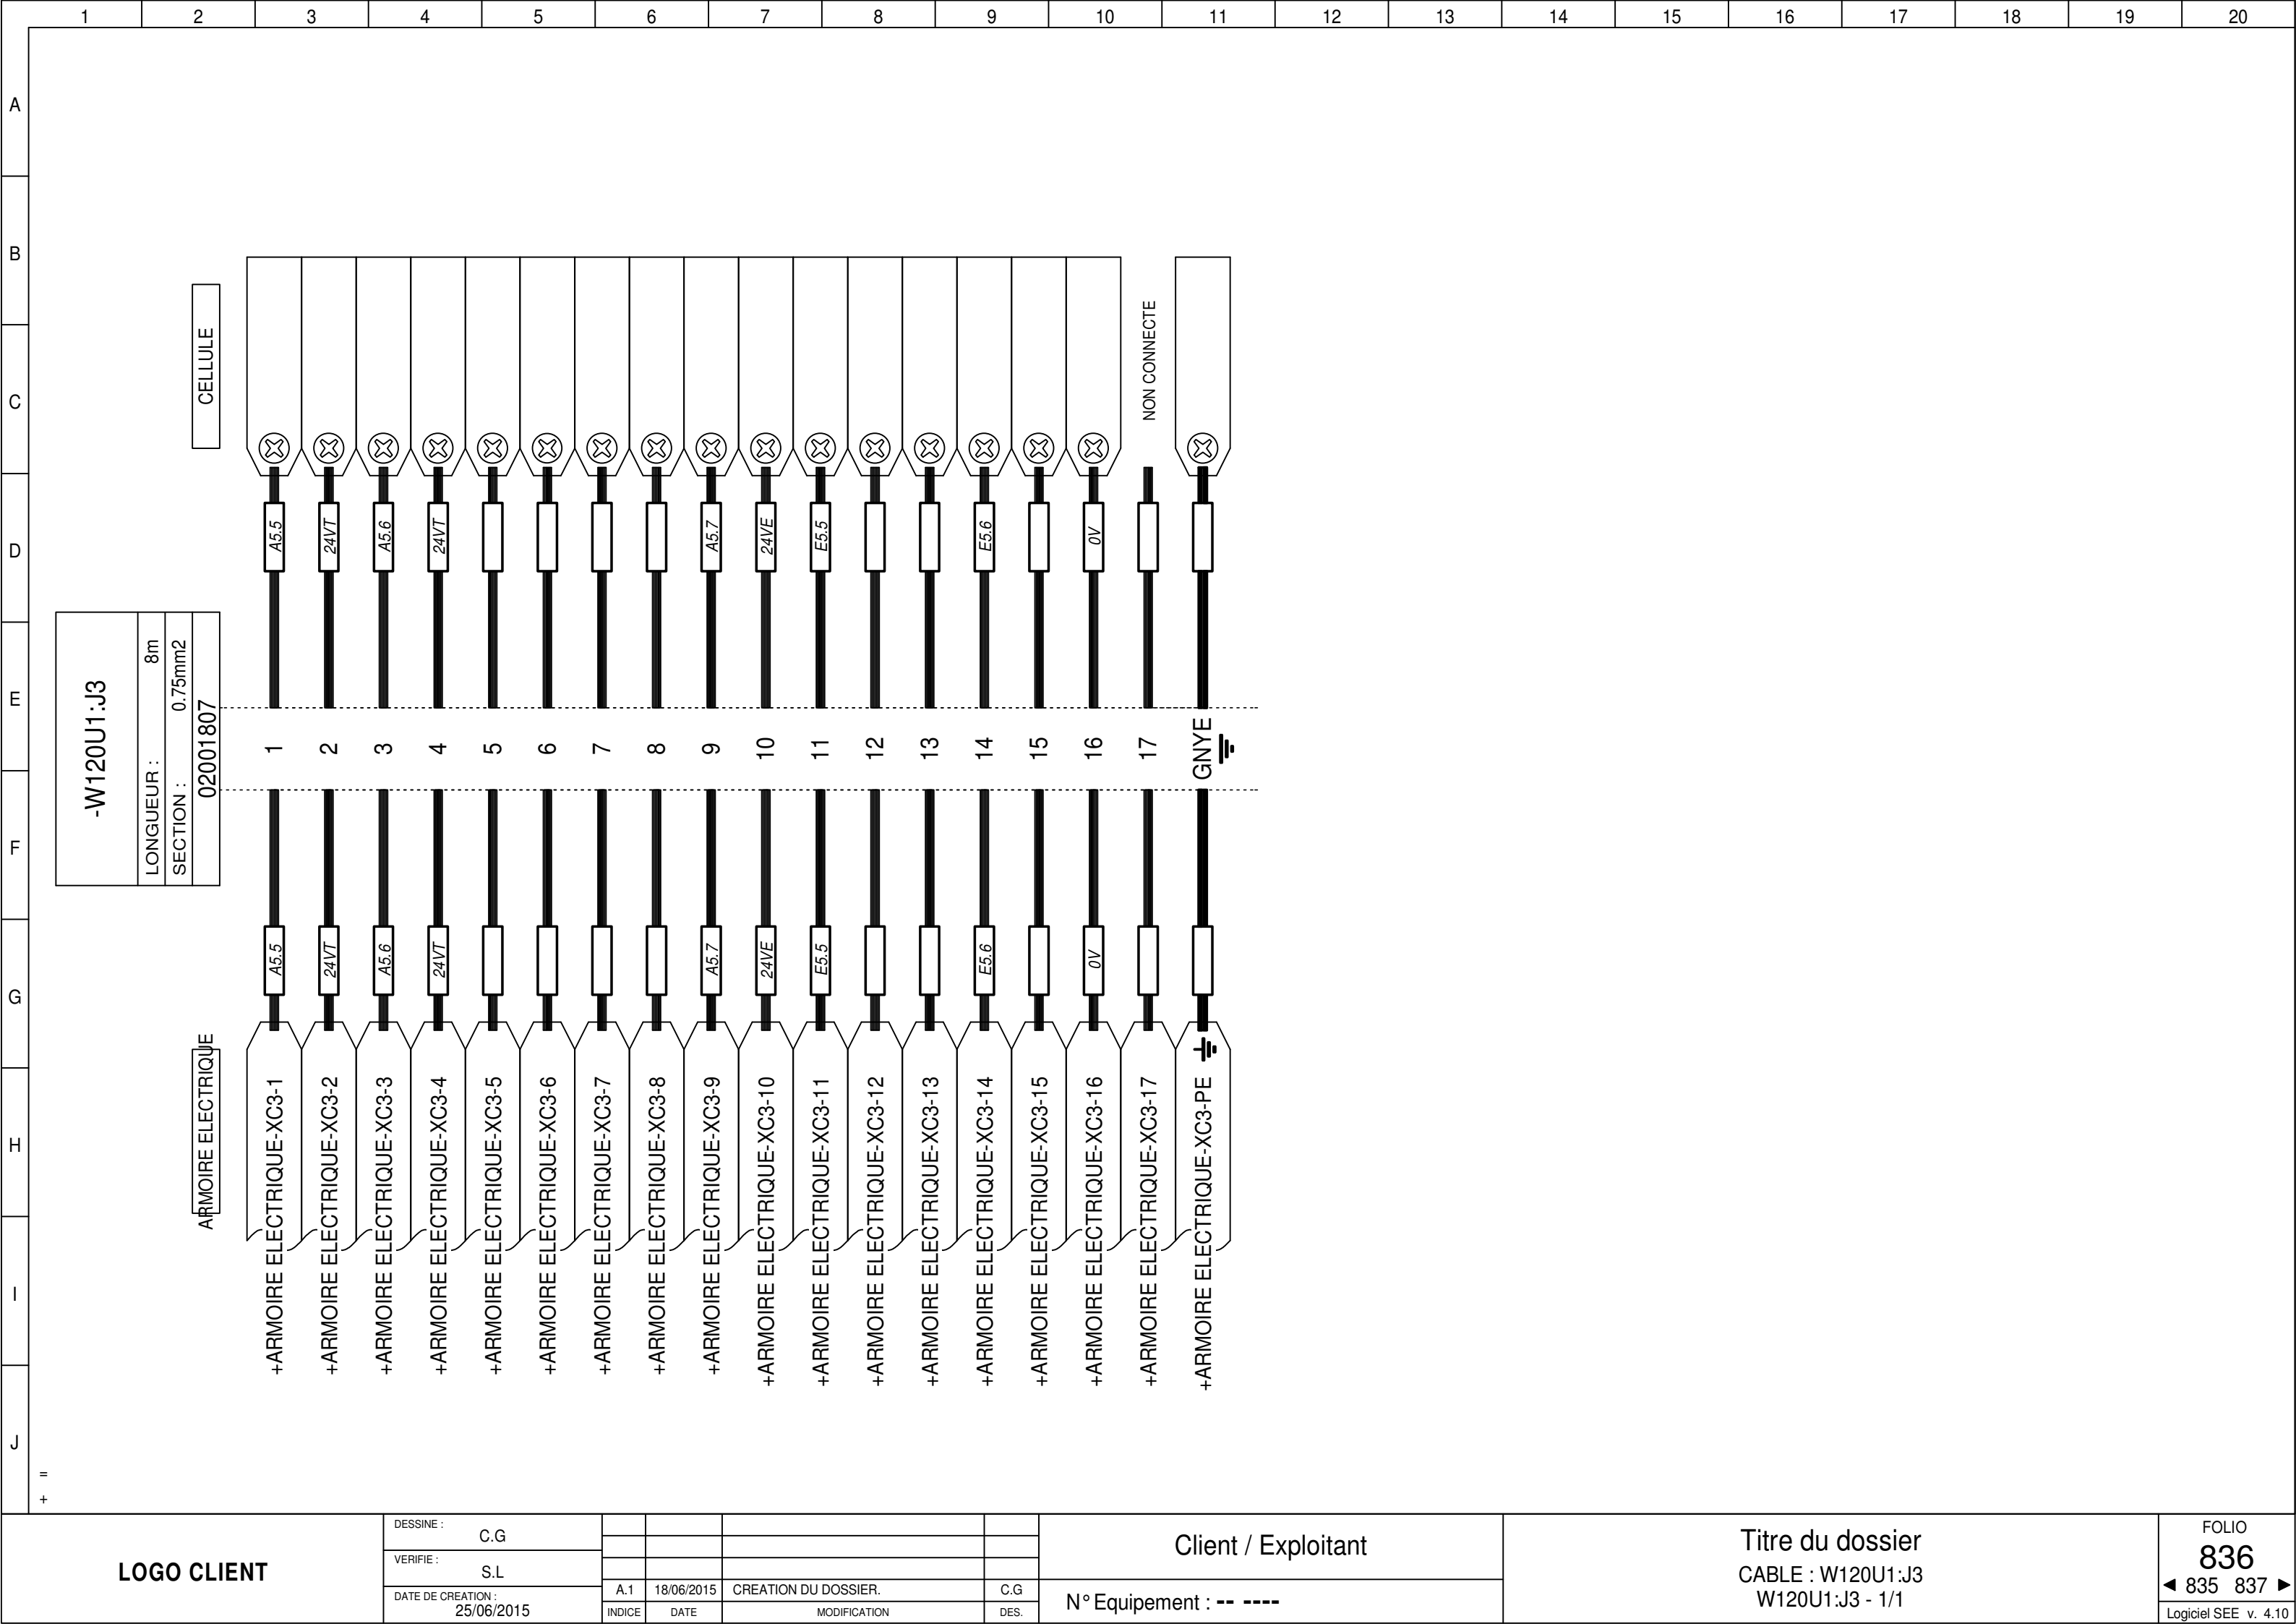 1 2 3 4 5 6 7 8 9 10 11 12 13 14 15 16 17 18 19 20
A
B
C
D
E
F
G
H
I
J
CELLULE
NON CONNECTE
A5.5 24VT A5.6 24VT A5.7 24VE E5.5 E5.6 0V
-W120U1:J3
LONGUEUR : 8m
SECTION : 0.75mm2
02001807
1 2 3 4 5 6 7 8 9 10 11 12 13 14 15 16 17 GNYE
A5.5 24VT A5.6 24VT A5.7 24VE E5.5 E5.6 0V
ARMOIRE ELECTRIQUE
+ARMOIRE ELECTRIQUE-XC3-1
+ARMOIRE ELECTRIQUE-XC3-2
+ARMOIRE ELECTRIQUE-XC3-3
+ARMOIRE ELECTRIQUE-XC3-4
+ARMOIRE ELECTRIQUE-XC3-5
+ARMOIRE ELECTRIQUE-XC3-6
+ARMOIRE ELECTRIQUE-XC3-7
+ARMOIRE ELECTRIQUE-XC3-8
+ARMOIRE ELECTRIQUE-XC3-9
+ARMOIRE ELECTRIQUE-XC3-10
+ARMOIRE ELECTRIQUE-XC3-11
+ARMOIRE ELECTRIQUE-XC3-12
+ARMOIRE ELECTRIQUE-XC3-13
+ARMOIRE ELECTRIQUE-XC3-14
+ARMOIRE ELECTRIQUE-XC3-15
+ARMOIRE ELECTRIQUE-XC3-16
+ARMOIRE ELECTRIQUE-XC3-17
+ARMOIRE ELECTRIQUE-XC3-PE
=
+
LOGO CLIENT
DESSINE :
C.G
VERIFIE :
S.L
DATE DE CREATION :
25/06/2015
A.1 18/06/2015 CREATION DU DOSSIER. C.G
INDICE DATE MODIFICATION DES.
Client / Exploitant
N° Equipement : -- ----
Titre du dossier
CABLE : W120U1:J3
W120U1:J3 - 1/1
FOLIO
836
◄ 835 837 ►
Logiciel SEE v. 4.10